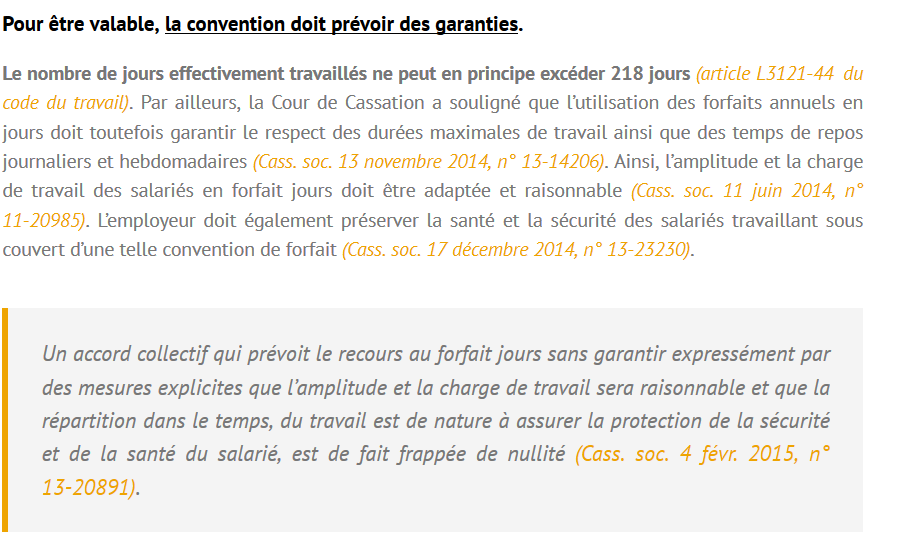 Pour être valable, la convention doit prévoir des garanties.
Le nombre de jours effectivement travaillés ne peut en principe excéder 218 jours (article L3121-44 du
code du travail). Par ailleurs, la Cour de Cassation a souligné que l’utilisation des forfaits annuels en
jours doit toutefois garantir le respect des durées maximales de travail ainsi que des temps de repos
journaliers et hebdomadaires (Cass. soc. 13 novembre 2014, n° 13-14206). Ainsi, l’amplitude et la charge
de travail des salariés en forfait jours doit être adaptée et raisonnable (Cass. soc. 11 juin 2014, n°
11-20985). L’employeur doit également préserver la santé et la sécurité des salariés travaillant sous
couvert d’une telle convention de forfait (Cass. soc. 17 décembre 2014, n° 13-23230).
Un accord collectif qui prévoit le recours au forfait jours sans garantir expressément par
des mesures explicites que l’amplitude et la charge de travail sera raisonnable et que la
répartition dans le temps, du travail est de nature à assurer la protection de la sécurité
et de la santé du salarié, est de fait frappée de nullité (Cass. soc. 4 févr. 2015, n°
13-20891).